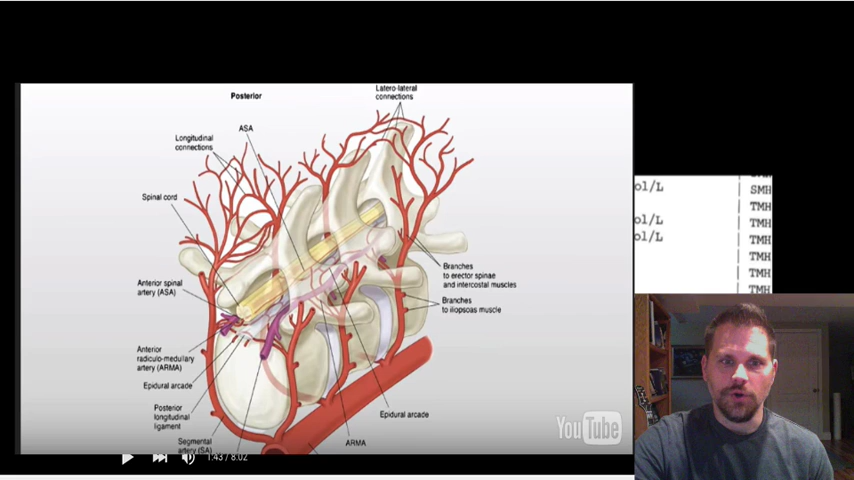 Posterior
Latero-lateral
connections
ASA
Longitudinal
connections
Spinal cord
Anterior spinal
artery (ASA)
Branches
to erector spinae
and intercostal muscles
Branches
to iliopsoas muscle
Anterior
radiculo-medullary
artery (ARMA)
Epidural arcade
Posterior
longitudinal
ligament
Segmental
artery (SA)
Epidural arcade
ARMA
YouTube
1:43 / 8:02
ol/L
SMH
TMH
ol/L
TMH
ol/L
TMH
TMH
TMH
TMH